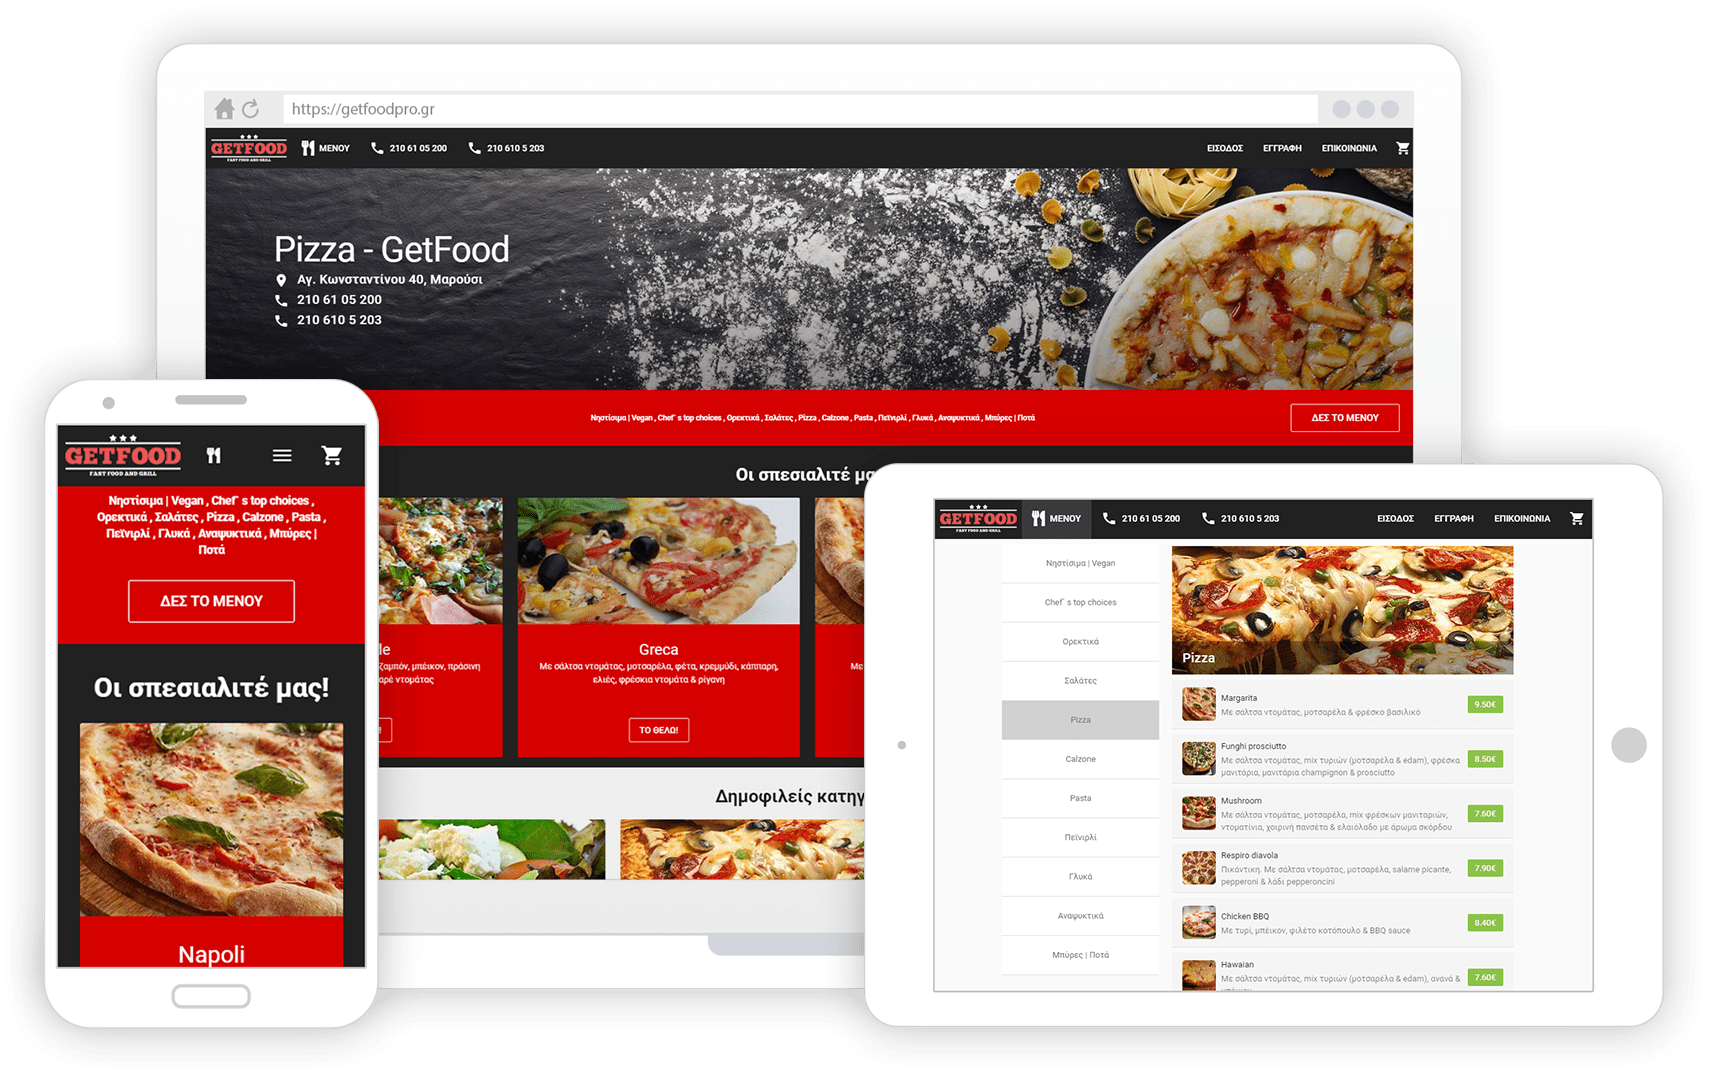 https://getfoodpro.gr
GETFOOD
FAST FOOD AND GRILL
ΜΕΝΟΥ
210 61 05 200
210 610 5 203
ΕΙΣΟΔΟΣ
ΕΓΓΡΑΦΗ
ΕΠΙΚΟΙΝΩΝΙΑ
Pizza - GetFood
Αγ. Κωνσταντίνου 40, Μαρούσι
210 61 05 200
210 610 5 203
Νηστίσιμα | Vegan , Chef΄ s top choices , Ορεκτικά , Σαλάτες , Pizza , Calzone , Pasta , Πεϊνιρλί , Γλυκά , Αναψυκτικά , Μπύρες | Ποτά
ΔΕΣ ΤΟ ΜΕΝΟΥ
Οι σπεσιαλιτέ μα
le
ζαμπόν, μπέικον, πράσινη
αρέ ντομάτας
!
Greca
Με σάλτσα ντομάτας, μοτσαρέλα, φέτα, κρεμμύδι, κάππαρη,
ελιές, φρέσκια ντομάτα & ρίγανη
ΤΟ ΘΕΛΩ!
Με
Δημοφιλείς κατηγ
GETFOOD
FAST FOOD AND GRILL
Νηστίσιμα | Vegan , Chef΄ s top choices ,
Ορεκτικά , Σαλάτες , Pizza , Calzone , Pasta ,
Πεϊνιρλί , Γλυκά , Αναψυκτικά , Μπύρες |
Ποτά
ΔΕΣ ΤΟ ΜΕΝΟΥ
Οι σπεσιαλιτέ μας!
Napoli
GETFOOD
FAST FOOD AND GRILL
ΜΕΝΟΥ
210 61 05 200
210 610 5 203
ΕΙΣΟΔΟΣ
ΕΓΓΡΑΦΗ
ΕΠΙΚΟΙΝΩΝΙΑ
Νηστίσιμα | Vegan
Chef΄ s top choices
Ορεκτικά
Σαλάτες
Pizza
Calzone
Pasta
Πεϊνιρλί
Γλυκά
Αναψυκτικά
Μπύρες | Ποτά
Pizza
Margarita
Με σάλτσα ντομάτας, μοτσαρέλα & φρέσκο βασιλικό
9.50€
Funghi prosciutto
Με σάλτσα ντομάτας, mix τυριών (μοτσαρέλα & edam), φρέσκα
μανιτάρια, μανιτάρια champignon & prosciutto
8.50€
Mushroom
Με σάλτσα ντομάτας, μοτσαρέλα, mix φρέσκων μανιταριών,
ντοματίνια, χοιρινή πανσέτα & ελαιόλαδο με άρωμα σκόρδου
7.60€
Respiro diavola
Πικάντικη. Με σάλτσα ντομάτας, μοτσαρέλα, salame picante,
pepperoni & λάδι pepperoncini
7.90€
Chicken BBQ
Με τυρί, μπέικον, φιλέτο κοτόπουλο & BBQ sauce
8.40€
Hawaian
Με σάλτσα ντομάτας, mix τυριών (μοτσαρέλα & edam), ανανά &
7.60€